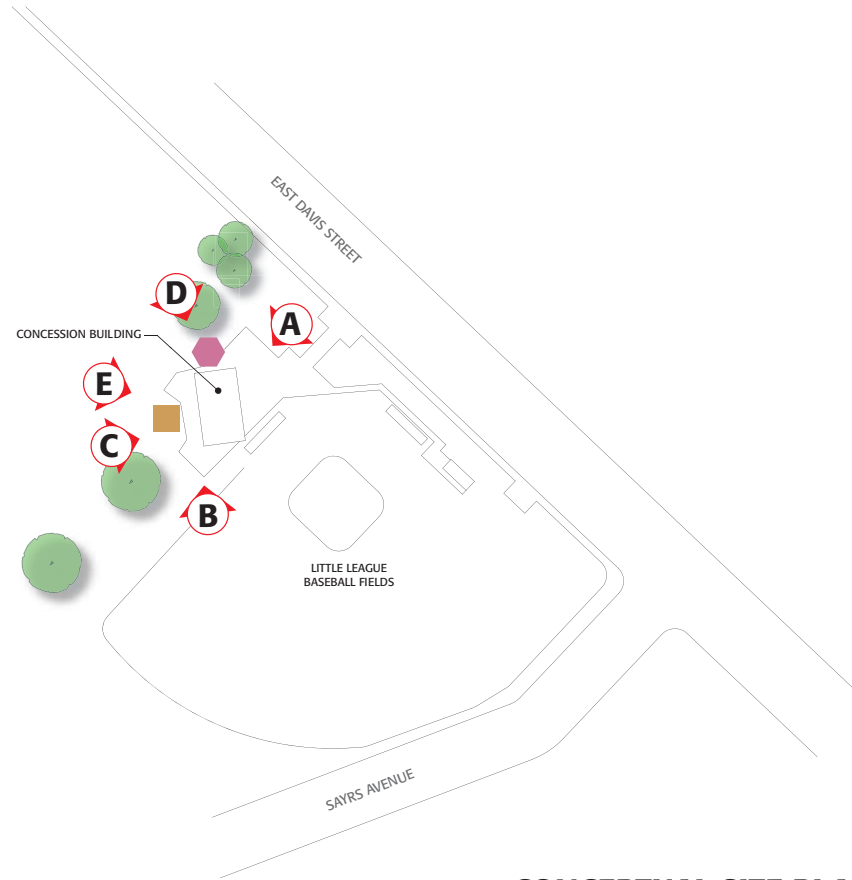 EAST DAVIS STREET
D
A
CONCESSION BUILDING
E
C
B
LITTLE LEAGUE
BASEBALL FIELDS
SAYRS AVENUE